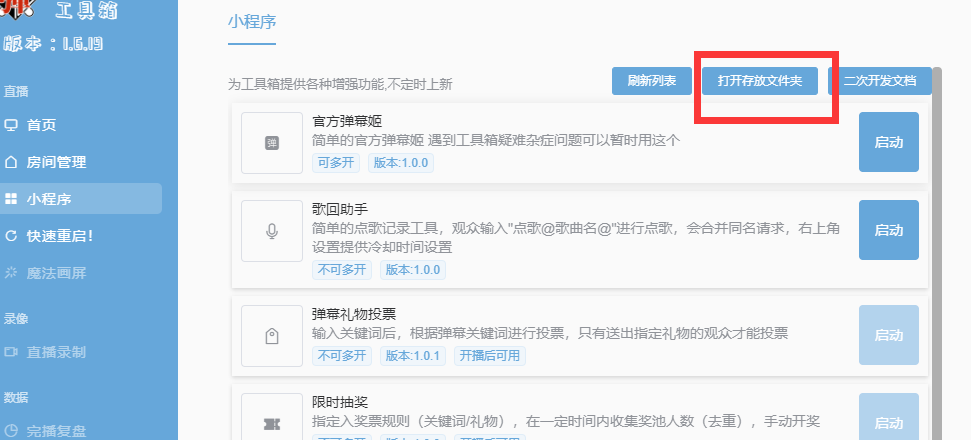 工具箱
版本：1.6.19
直播
首页
房间管理
小程序
快速重启！
魔法画屏
录像
直播录制
数据
完播复盘
小程序
为工具箱提供各种增强功能,不定时上新
刷新列表
打开存放文件夹
二次开发文档
弹
官方弹幕姬
简单的官方弹幕姬 遇到工具箱疑难杂症问题可以暂时用这个
可多开 版本:1.0.0
启动
歌回助手
简单的点歌记录工具，观众输入"点歌@歌曲名@"进行点歌，会合并同名请求，右上角
设置提供冷却时间设置
不可多开 版本:1.0.0
启动
弹幕礼物投票
输入关键词后，根据弹幕关键词进行投票，只有送出指定礼物的观众才能投票
不可多开 版本:1.0.1 开播后可用
启动
限时抽奖
指定入奖票规则（关键词/礼物），在一定时间内收集奖池人数（去重），手动开奖
不可多开 开播后可用
启动